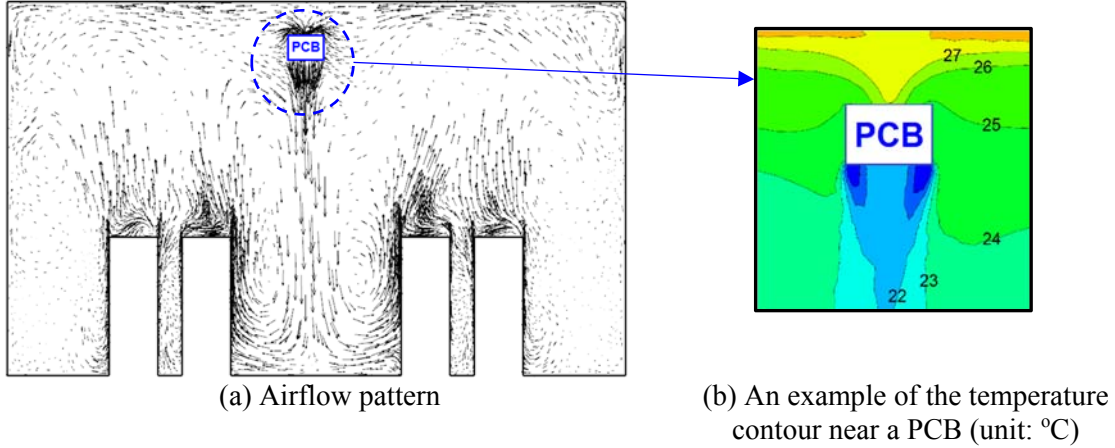 PCB
27
26
25
PCB
24
23
22
(a) Airflow pattern
(b) An example of the temperature
contour near a PCB (unit: °C)